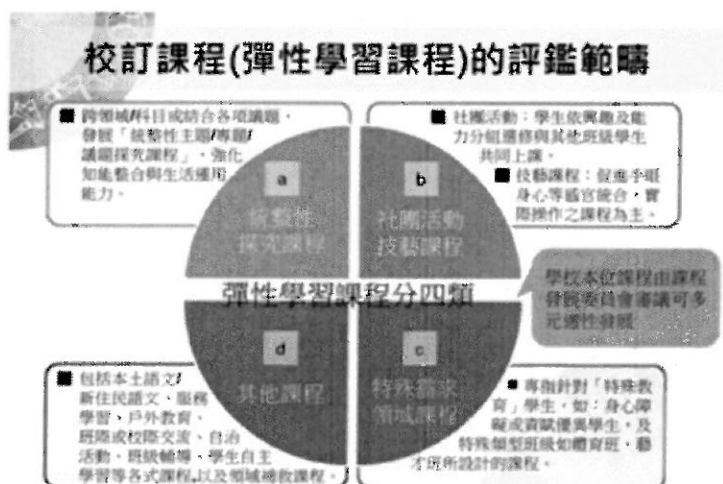 校訂課程(彈性學習課程)的評鑑範疇
跨領域/科目或結合各項議題,
發展「統整性主題/專題/
議題探究課程」,強化
知能整合與生活運用
能力。
社團活動:學生依興趣及能
力分組選修與其他班級學生
共同上課。
技藝課程:促進手眼
身心等感官統合,實
際操作之課程為主。
a
統整性
探究課程
b
社團活動
技藝課程
彈性學習課程分四類
學校本位課程由課程
發展委員會審議可多
元適性發展
d
其他課程
c
特殊需求
領域課程
包括本土語文/
新住民語文、服務
學習、戶外教育、
班際或校際交流、自治
活動、班級輔導、學生自主
學習等各式課程,以及領域補救課程。
專指針對「特殊教
育」學生,如:身心障
礙或資賦優異學生,及
特殊類型班級如體育班、藝
才班所設計的課程。